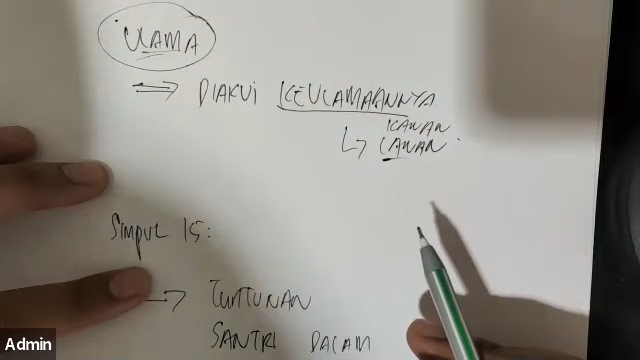 ULAMA
⇒ DIAKUI KEULAMAANNYA
KAWAN
↳ LAWAN.
Simpul 15:
→ TUNTUNAN
SANTRI DALAM
Admin